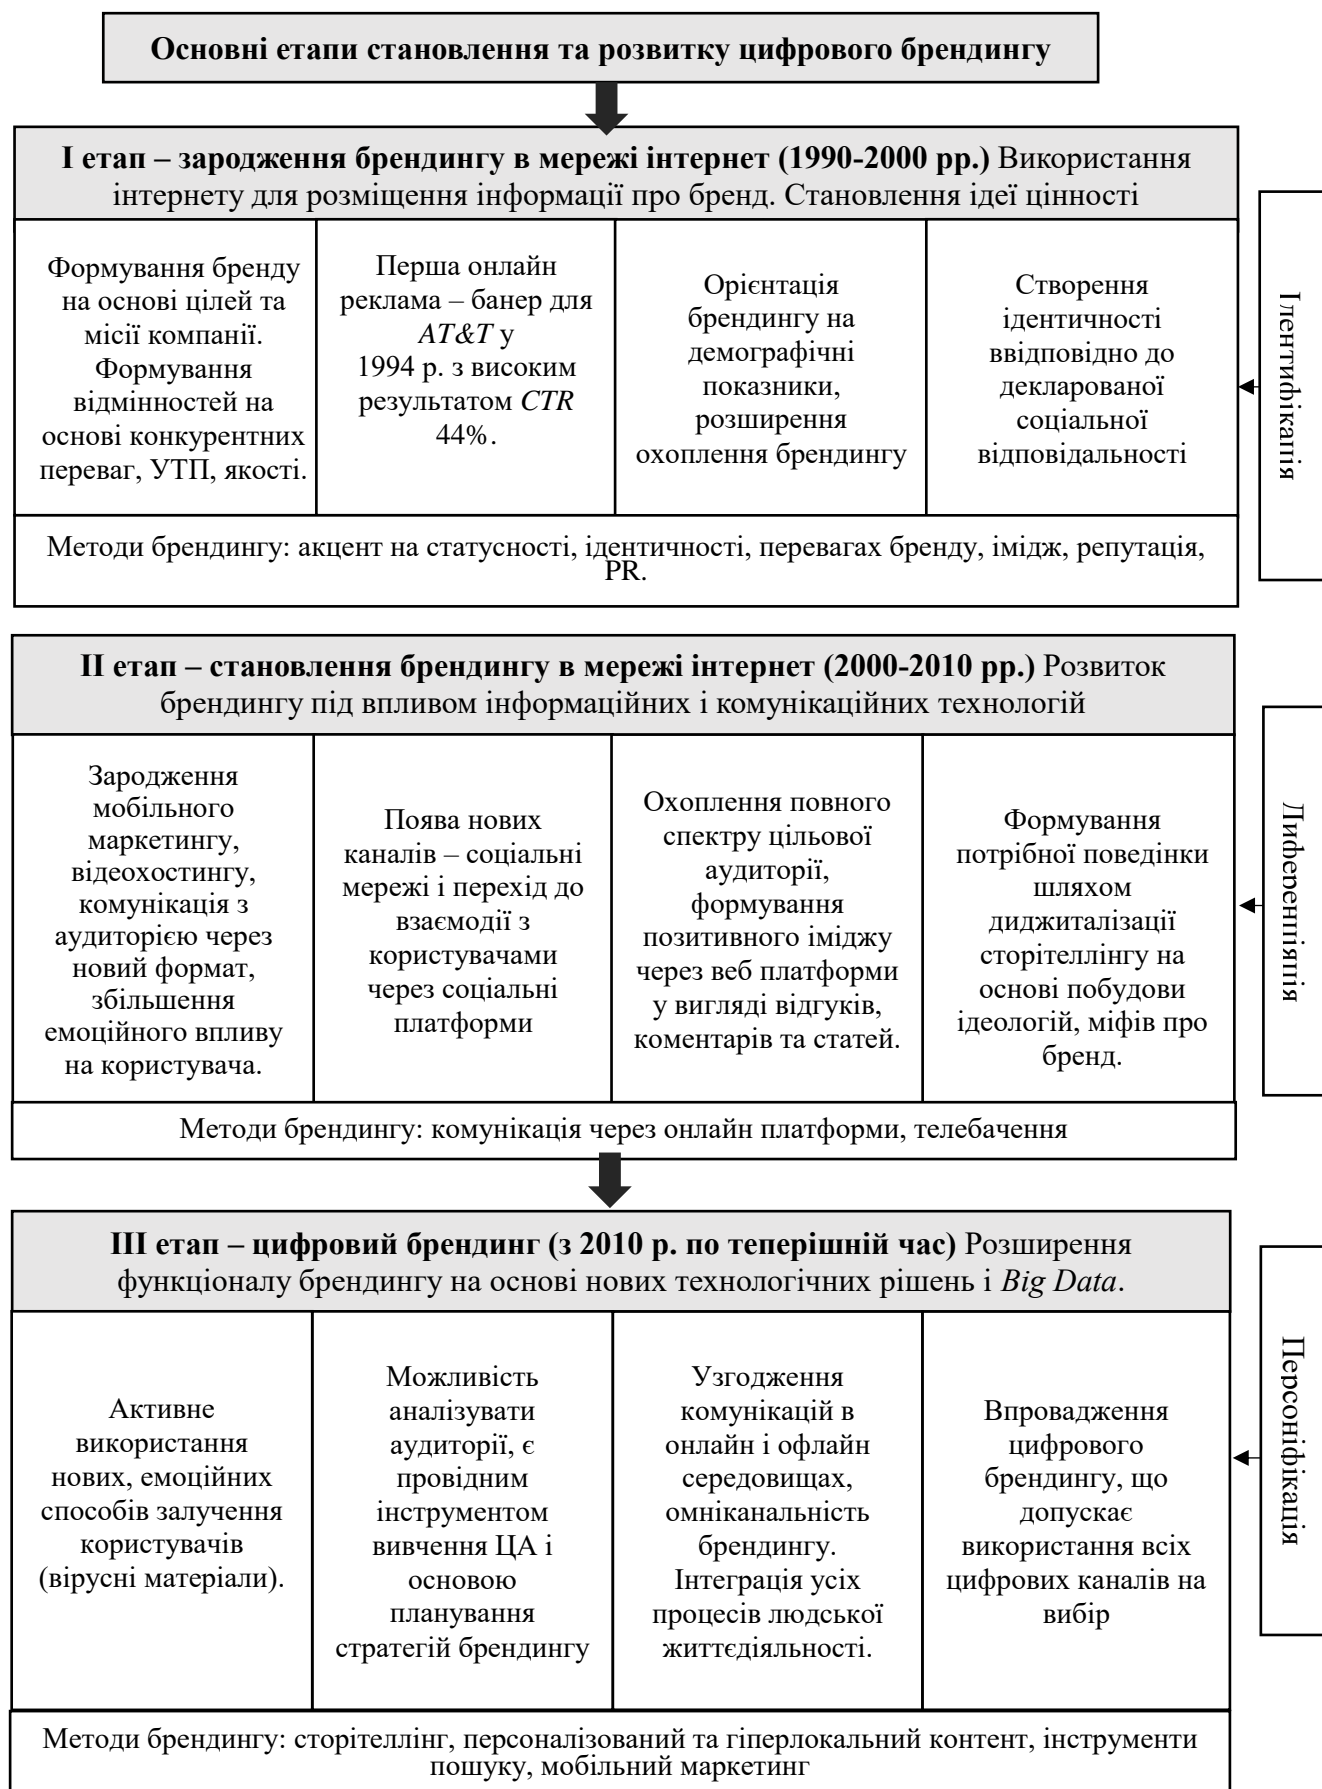 Основні етапи становлення та розвитку цифрового брендингу
І етап – зародження брендингу в мережі інтернет (1990-2000 рр.) Використання
інтернету для розміщення інформації про бренд. Становлення ідеї цінності
Формування бренду
на основі цілей та
місії компанії.
Формування
відмінностей на
основі конкурентних
переваг, УТП, якості.
Перша онлайн
реклама – банер для
AT&T у
1994 р. з високим
результатом CTR
44%.
Орієнтація
брендингу на
демографічні
показники,
розширення
охоплення брендингу
Створення
ідентичності
ввідповідно до
декларованої
соціальної
відповідальності
Методи брендингу: акцент на статусності, ідентичності, перевагах бренду, імідж, репутація,
PR.
Ідентифікація
ІІ етап – становлення брендингу в мережі інтернет (2000-2010 рр.) Розвиток
брендингу під впливом інформаційних і комунікаційних технологій
Зародження
мобільного
маркетингу,
відеохостингу,
комунікація з
аудиторією через
новий формат,
збільшення
емоційного впливу
на користувача.
Поява нових
каналів – соціальні
мережі і перехід до
взаємодії з
користувачами
через соціальні
платформи
Охоплення повного
спектру цільової
аудиторії,
формування
позитивного іміджу
через веб платформи
у вигляді відгуків,
коментарів та статей.
Формування
потрібної поведінки
шляхом
диджиталізації
сторітеллінгу на
основі побудови
ідеологій, міфів про
бренд.
Методи брендингу: комунікація через онлайн платформи, телебачення
Диференціація
ІІІ етап – цифровий брендинг (з 2010 р. по теперішній час) Розширення
функціоналу брендингу на основі нових технологічних рішень і Big Data.
Активне
використання
нових, емоційних
способів залучення
користувачів
(вірусні матеріали).
Можливість
аналізувати
аудиторії, є
провідним
інструментом
вивчення ЦА і
основою
планування
стратегій брендингу
Узгодження
комунікацій в
онлайн і офлайн
середовищах,
омніканальність
брендингу.
Інтеграція усіх
процесів людської
життєдіяльності.
Впровадження
цифрового
брендингу, що
допускає
використання всіх
цифрових каналів на
вибір
Методи брендингу: сторітеллінг, персоналізований та гіперлокальний контент, інструменти
пошуку, мобільний маркетинг
Персоніфікація